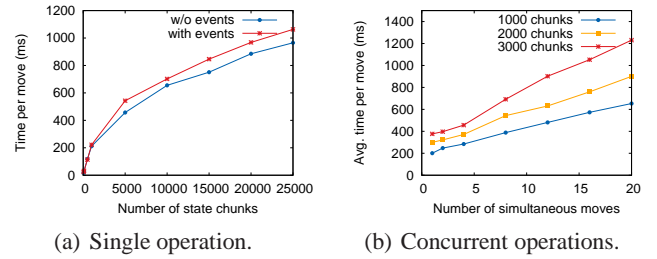 Time per move (ms)
1200
1000
800
600
400
200
0
w/o events
with events
0 5000 10000 15000 20000 25000
Number of state chunks
(a) Single operation.
Avg. time per move (ms)
1400
1200
1000
800
600
400
200
0
1000 chunks
2000 chunks
3000 chunks
0 5 10 15 20
Number of simultaneous moves
(b) Concurrent operations.